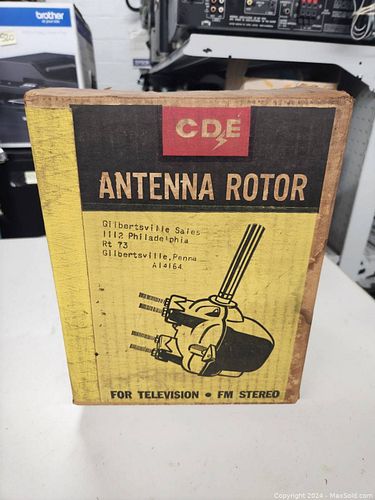 brother
CDE
ANTENNA ROTOR
Gilbertsville Sales
1112 Philadelphia
Rt 73
Gilbertsville, Penna
A14164
FOR TELEVISION • FM STEREO
Copyright 2024 - MaxSold.com